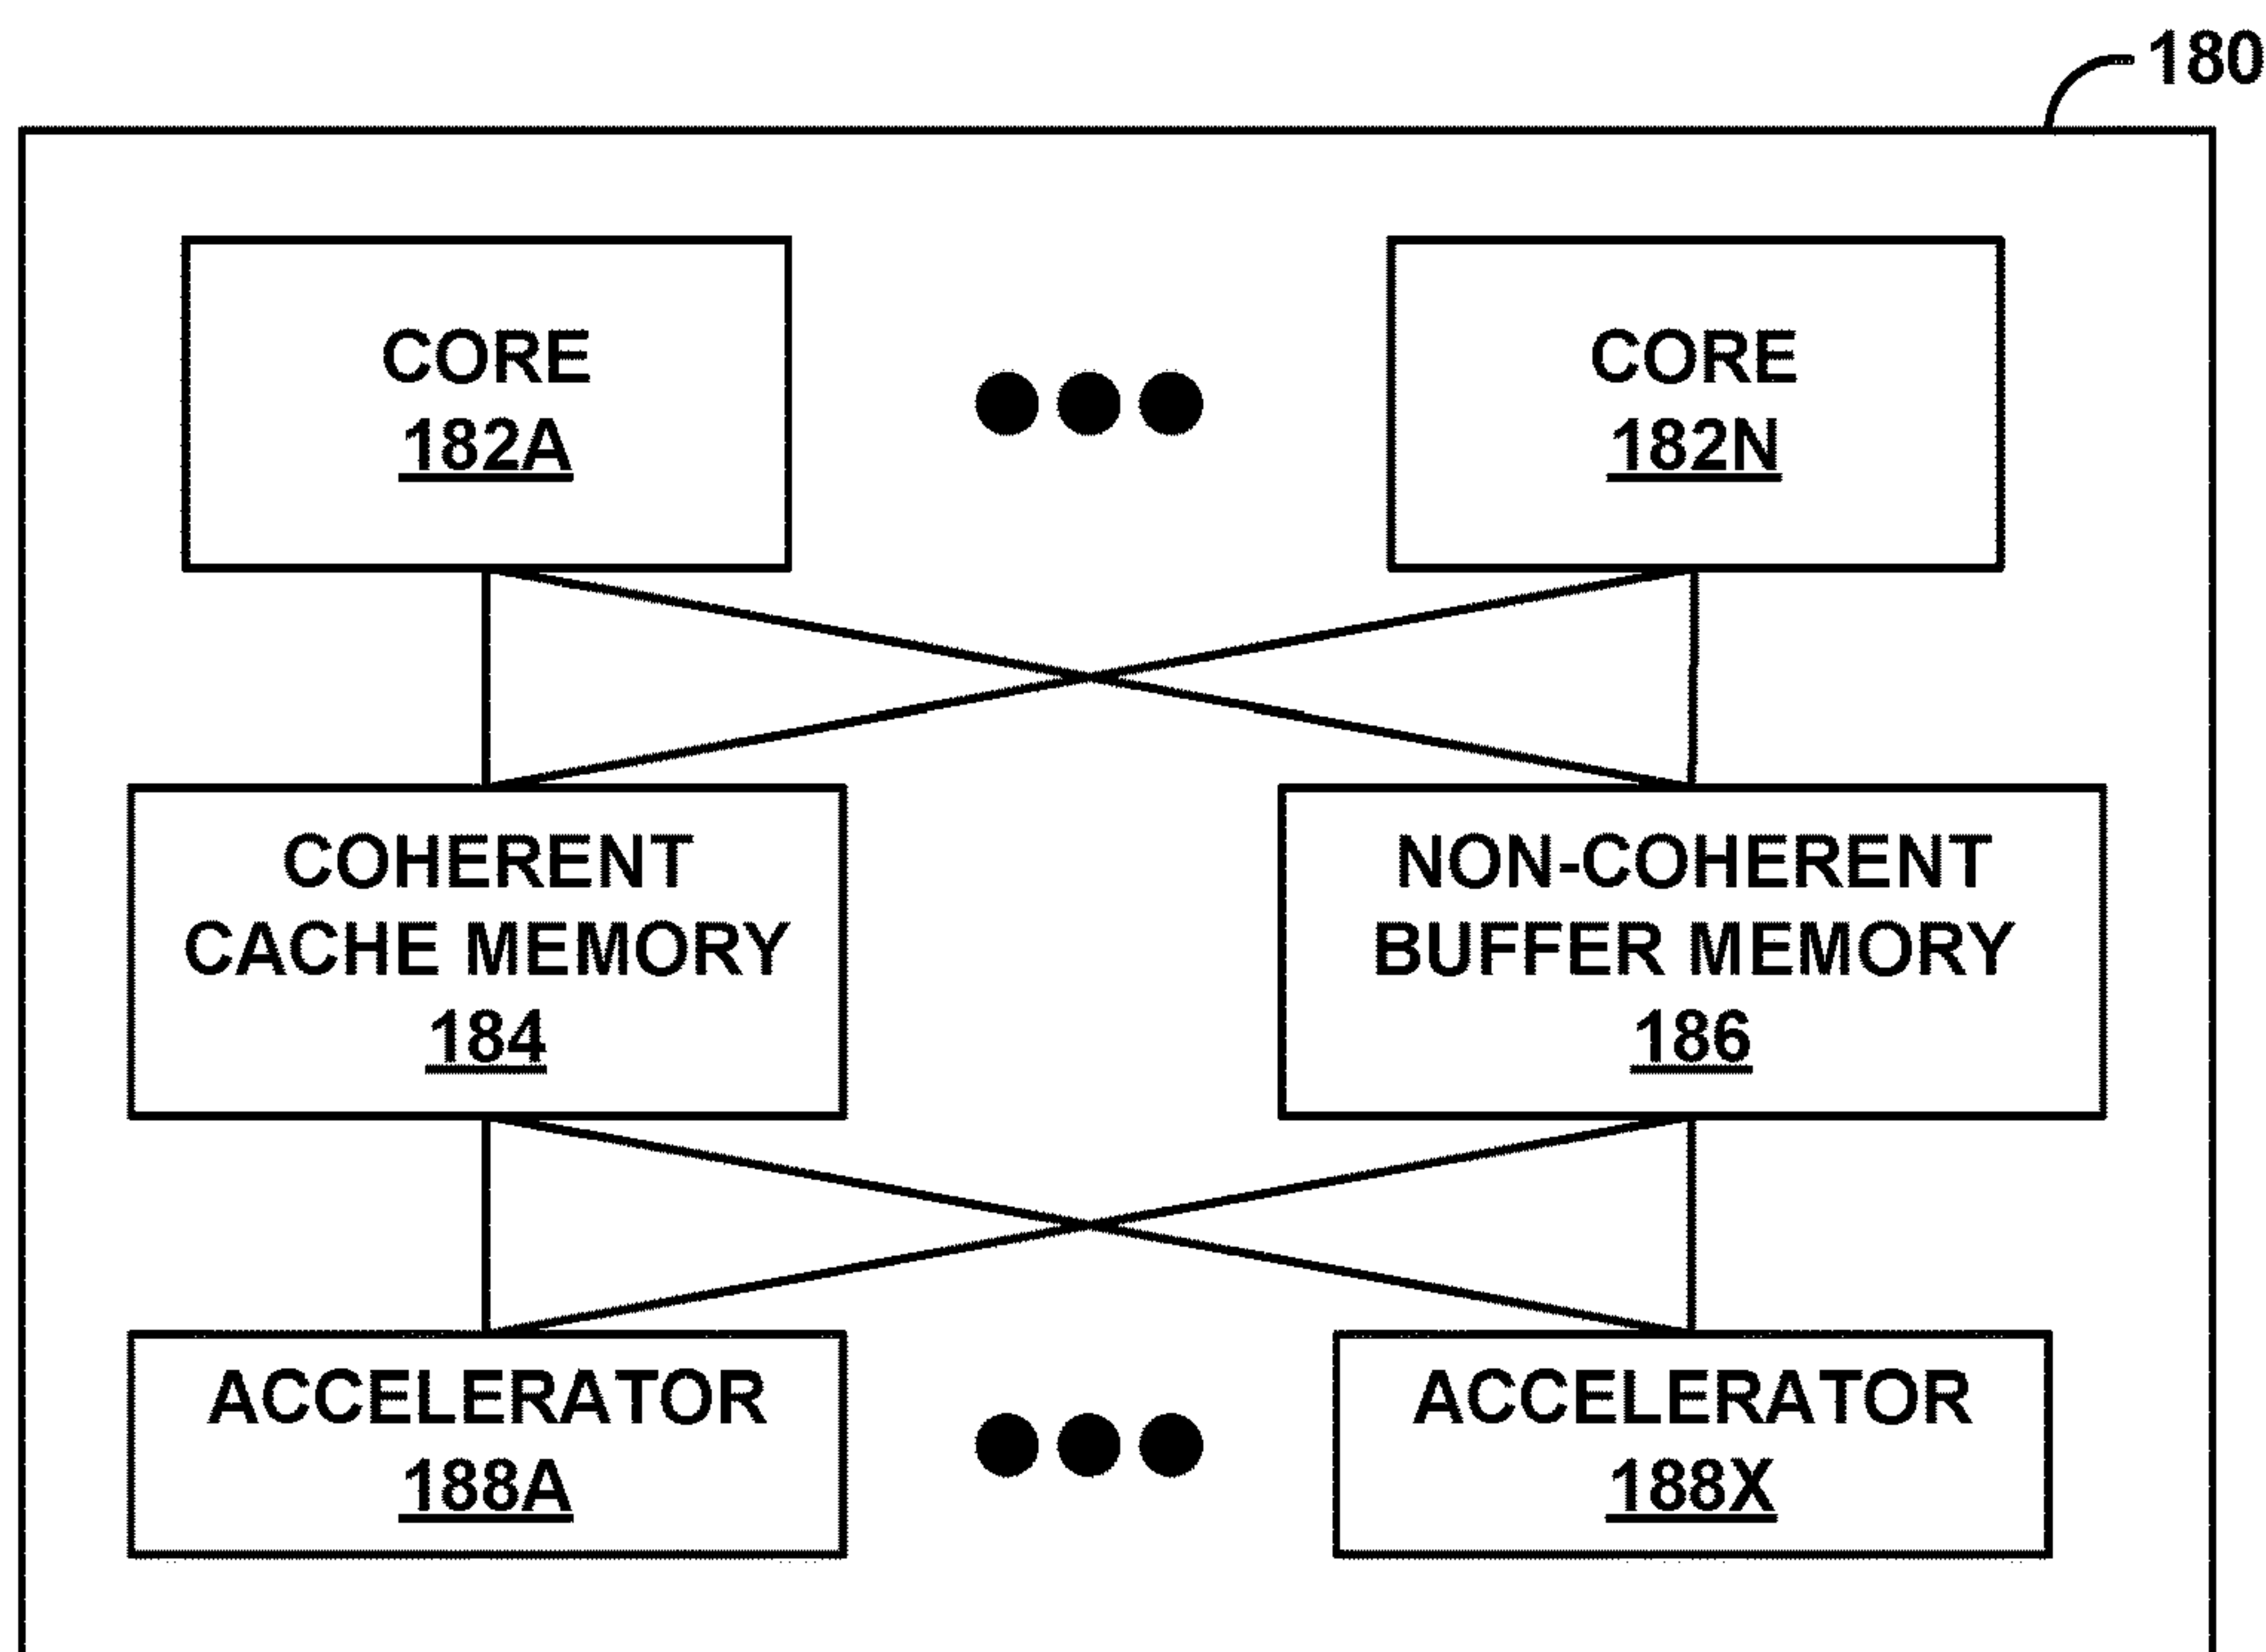 180
CORE
182A
CORE
182N
COHERENT
CACHE MEMORY
184
NON-COHERENT
BUFFER MEMORY
186
ACCELERATOR
188A
ACCELERATOR
188X